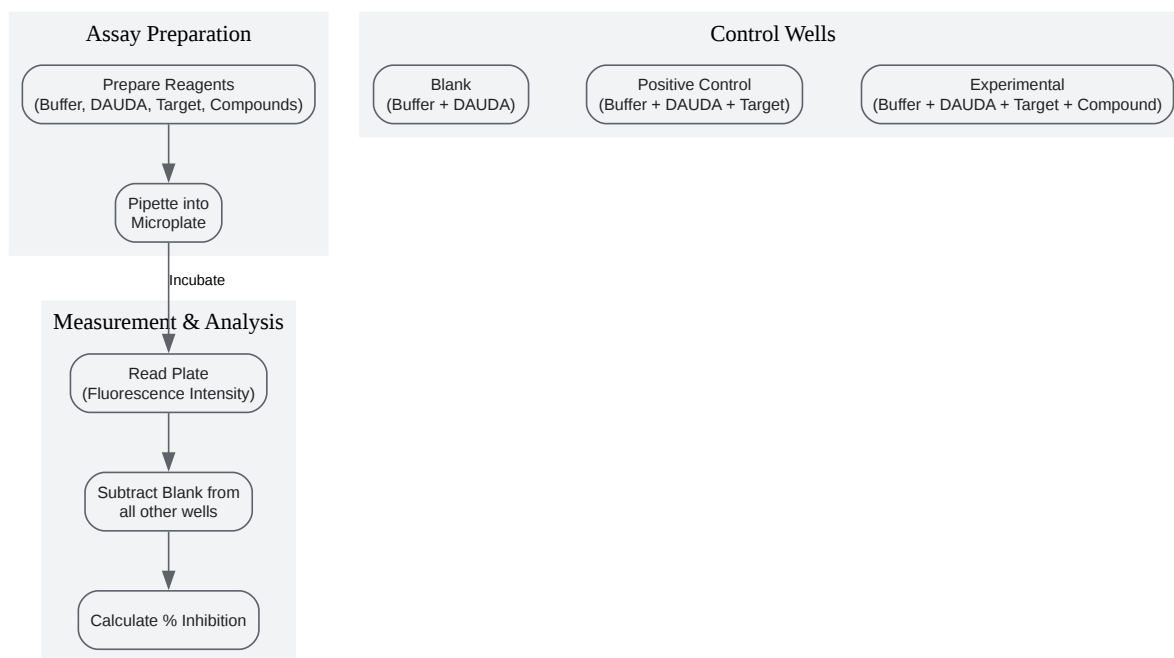 Assay Preparation
Prepare Reagents
(Buffer, DAUDA, Target, Compounds)
Pipette into
Microplate
Incubate
Measurement & Analysis
Read Plate
(Fluorescence Intensity)
Subtract Blank from
all other wells
Calculate % Inhibition
Control Wells
Blank
(Buffer + DAUDA)
Positive Control
(Buffer + DAUDA + Target)
Experimental
(Buffer + DAUDA + Target + Compound)